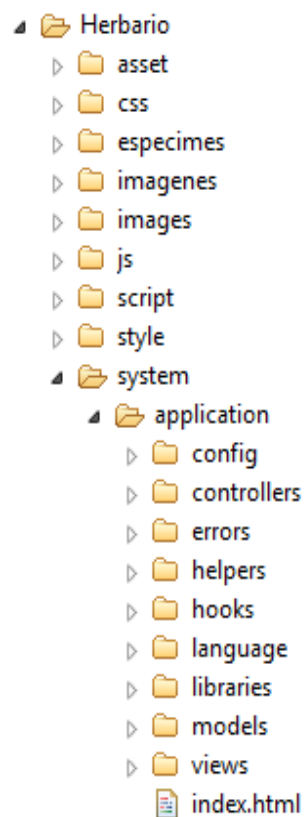 Herbario
asset
css
especimes
imagenes
images
js
script
style
system
application
config
controllers
errors
helpers
hooks
language
libraries
models
views
index.html